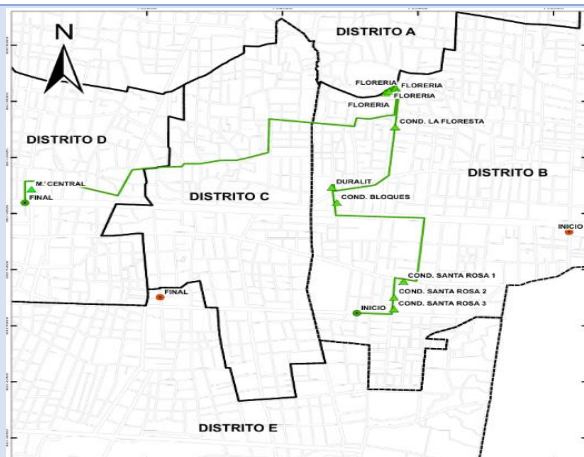 DISTRITO A
N
FLORERIA
FLORERIA
FLORERIA
FLORERIA
COND. LA FLORESTA
DISTRITO D
DISTRITO B
M. CENTRAL
DURALIT
DISTRITO C
FINAL
COND. BLOQUES
INICIO
COND. SANTA ROSA 1
FINAL
COND. SANTA ROSA 2
INICIO
COND. SANTA ROSA 3
DISTRITO E